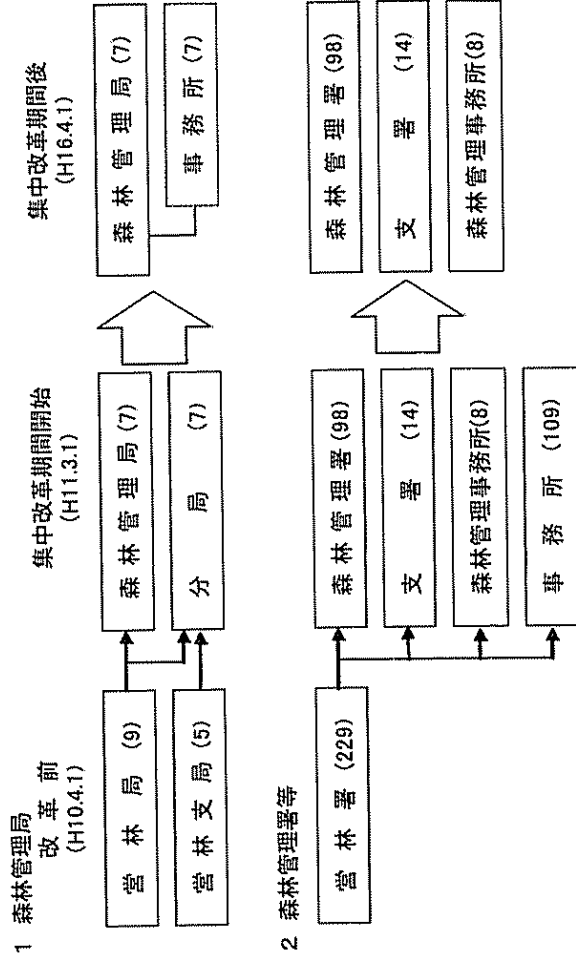 1 森林管理局
改革前
(H10.4.1)
集中改革期間開始
(H11.3.1)
集中改革期間後
(H16.4.1)
営林局(9)
森林管理局(7)
森林管理局(7)
営林支局(5)
分局(7)
事務所(7)
2 森林管理署等
営林署(229)
森林管理署(98)
森林管理署(98)
支署(14)
支署(14)
森林管理事務所(8)
森林管理事務所(8)
事務所(109)